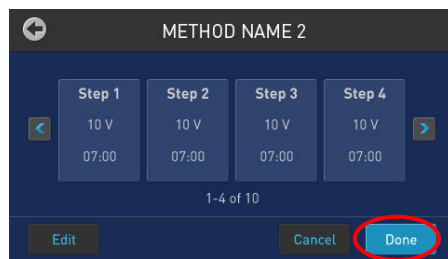 METHOD NAME 2
Step 1 Step 2 Step 3 Step 4
10 V 10 V 10 V 10 V
07:00 07:00 07:00 07:00
1-4 of 10
Edit Cancel Done